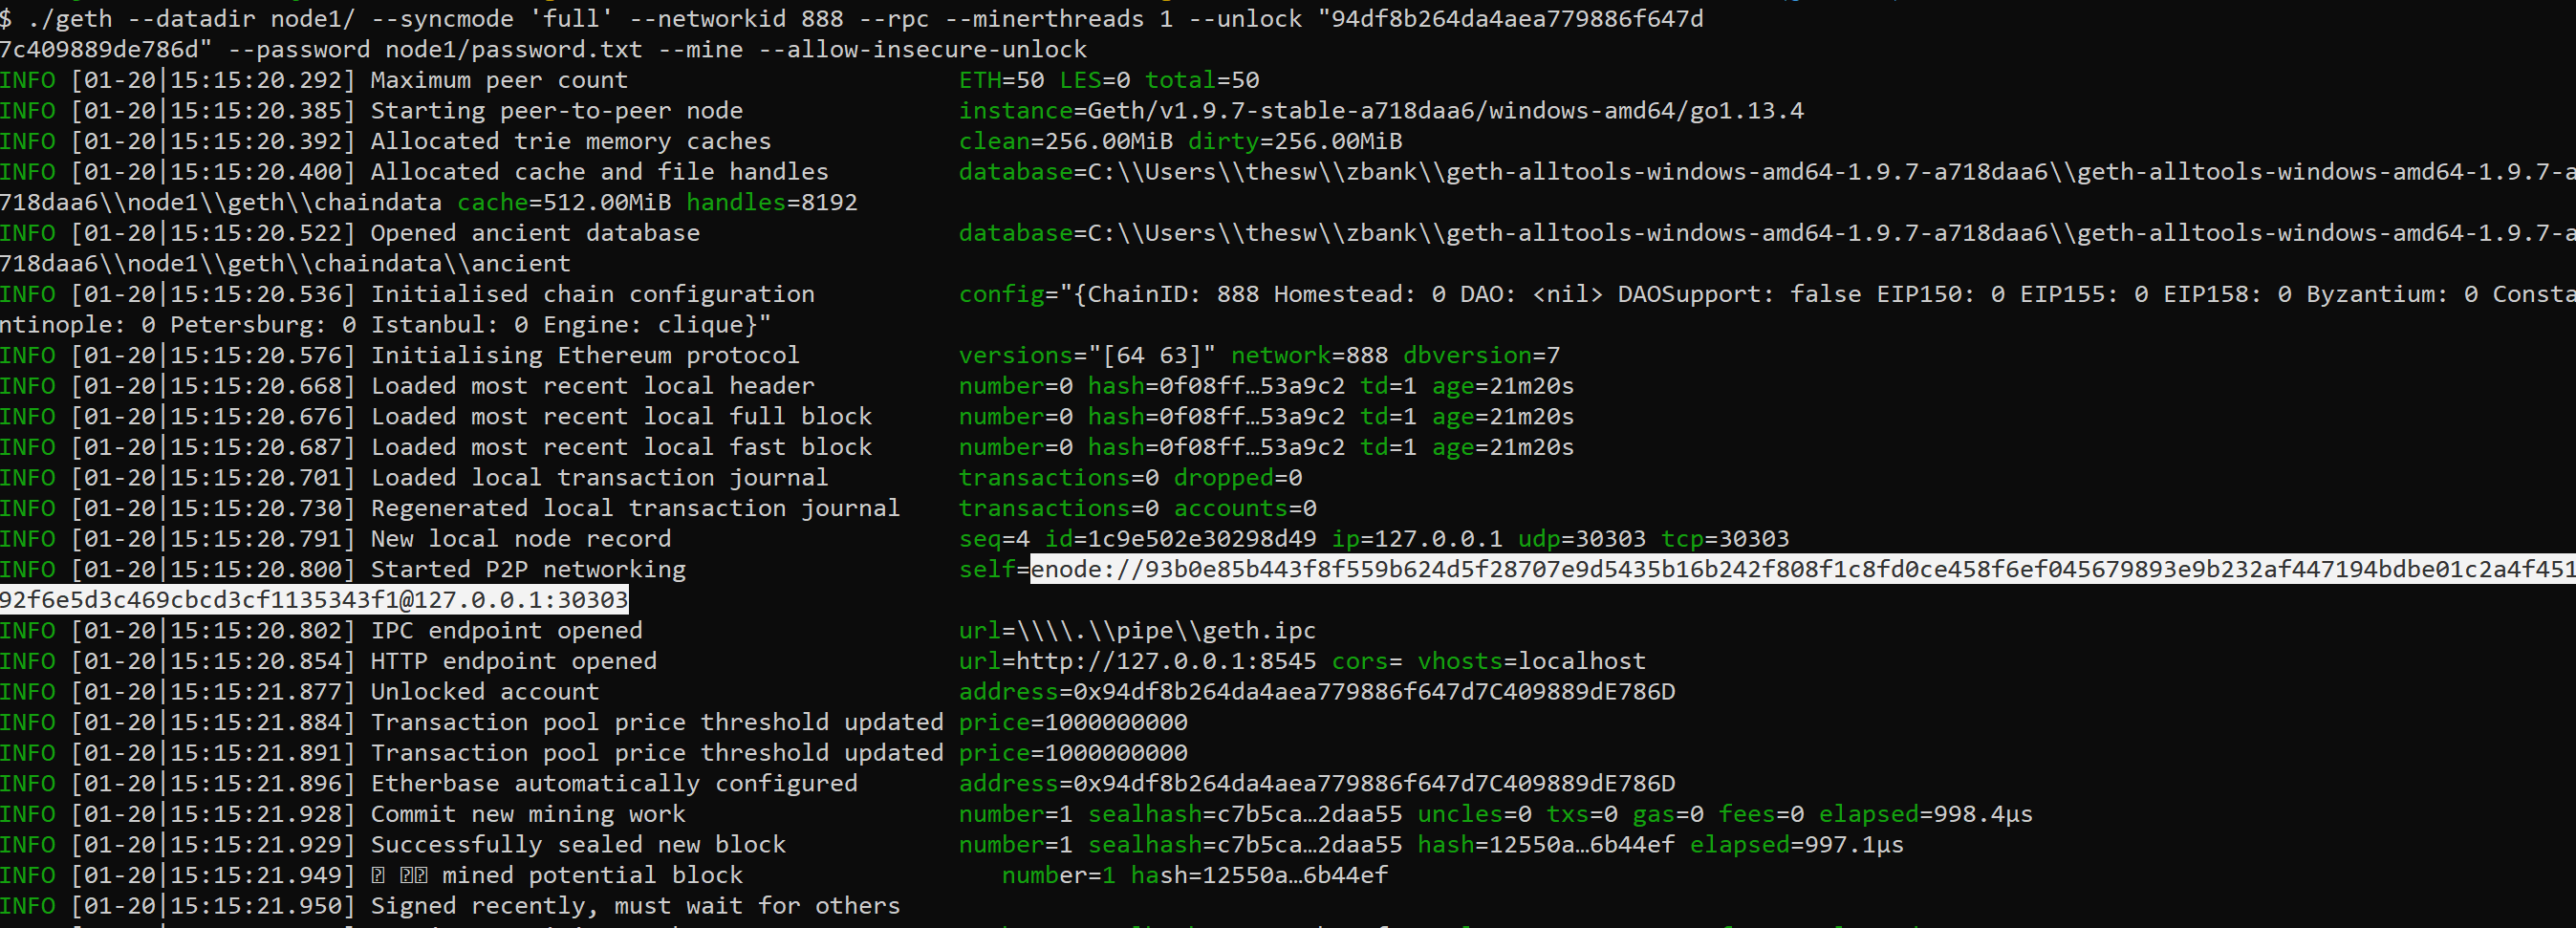 $ ./geth --datadir node1/ --syncmode 'full' --networkid 888 --rpc --minerthreads 1 --unlock "94df8b264da4aea779886f647d
7c409889de786d" --password node1/password.txt --mine --allow-insecure-unlock
INFO [01-20|15:15:20.292] Maximum peer count                       ETH=50 LES=0 total=50
INFO [01-20|15:15:20.385] Starting peer-to-peer node               instance=Geth/v1.9.7-stable-a718daa6/windows-amd64/go1.13.4
INFO [01-20|15:15:20.392] Allocated trie memory caches             clean=256.00MiB dirty=256.00MiB
INFO [01-20|15:15:20.400] Allocated cache and file handles         database=C:\\Users\\thesw\\zbank\\geth-alltools-windows-amd64-1.9.7-a718daa6\\geth-alltools-windows-amd64-1.9.7-a
718daa6\\node1\\geth\\chaindata cache=512.00MiB handles=8192
INFO [01-20|15:15:20.522] Opened ancient database                  database=C:\\Users\\thesw\\zbank\\geth-alltools-windows-amd64-1.9.7-a718daa6\\geth-alltools-windows-amd64-1.9.7-a
718daa6\\node1\\geth\\chaindata\\ancient
INFO [01-20|15:15:20.536] Initialised chain configuration          config="{ChainID: 888 Homestead: 0 DAO: <nil> DAOSupport: false EIP150: 0 EIP155: 0 EIP158: 0 Byzantium: 0 Consta
ntinople: 0 Petersburg: 0 Istanbul: 0 Engine: clique}"
INFO [01-20|15:15:20.576] Initialising Ethereum protocol           versions="[64 63]" network=888 dbversion=7
INFO [01-20|15:15:20.668] Loaded most recent local header          number=0 hash=0f08ff…53a9c2 td=1 age=21m20s
INFO [01-20|15:15:20.676] Loaded most recent local full block      number=0 hash=0f08ff…53a9c2 td=1 age=21m20s
INFO [01-20|15:15:20.687] Loaded most recent local fast block      number=0 hash=0f08ff…53a9c2 td=1 age=21m20s
INFO [01-20|15:15:20.701] Loaded local transaction journal         transactions=0 dropped=0
INFO [01-20|15:15:20.730] Regenerated local transaction journal    transactions=0 accounts=0
INFO [01-20|15:15:20.791] New local node record                    seq=4 id=1c9e502e30298d49 ip=127.0.0.1 udp=30303 tcp=30303
INFO [01-20|15:15:20.800] Started P2P networking                   self=enode://93b0e85b443f8f559b624d5f28707e9d5435b16b242f808f1c8fd0ce458f6ef045679893e9b232af447194bdbe01c2a4f451
92f6e5d3c469cbcd3cf1135343f1@127.0.0.1:30303
INFO [01-20|15:15:20.802] IPC endpoint opened                      url=\\\\.\\pipe\\geth.ipc
INFO [01-20|15:15:20.854] HTTP endpoint opened                     url=http://127.0.0.1:8545 cors= vhosts=localhost
INFO [01-20|15:15:21.877] Unlocked account                         address=0x94df8b264da4aea779886f647d7C409889dE786D
INFO [01-20|15:15:21.884] Transaction pool price threshold updated price=1000000000
INFO [01-20|15:15:21.891] Transaction pool price threshold updated price=1000000000
INFO [01-20|15:15:21.896] Etherbase automatically configured       address=0x94df8b264da4aea779886f647d7C409889dE786D
INFO [01-20|15:15:21.928] Commit new mining work                   number=1 sealhash=c7b5ca…2daa55 uncles=0 txs=0 gas=0 fees=0 elapsed=998.4µs
INFO [01-20|15:15:21.929] Successfully sealed new block            number=1 sealhash=c7b5ca…2daa55 hash=12550a…6b44ef elapsed=997.1µs
INFO [01-20|15:15:21.949] mined potential block                  number=1 hash=12550a…6b44ef
INFO [01-20|15:15:21.950] Signed recently, must wait for others